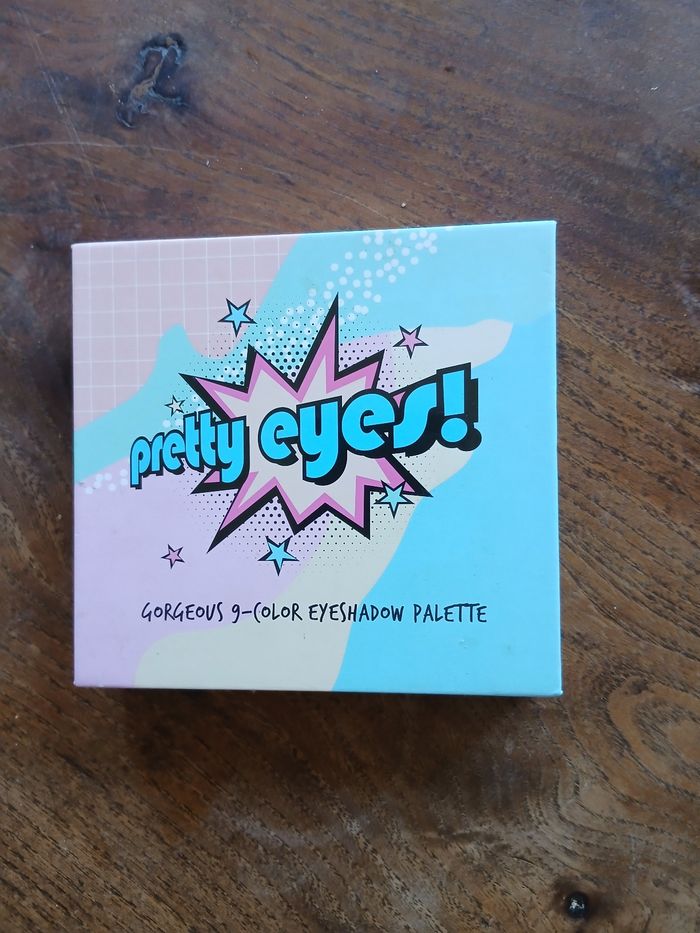 pretty eyes!
GORGEOUS 9-COLOR EYESHADOW PALETTE